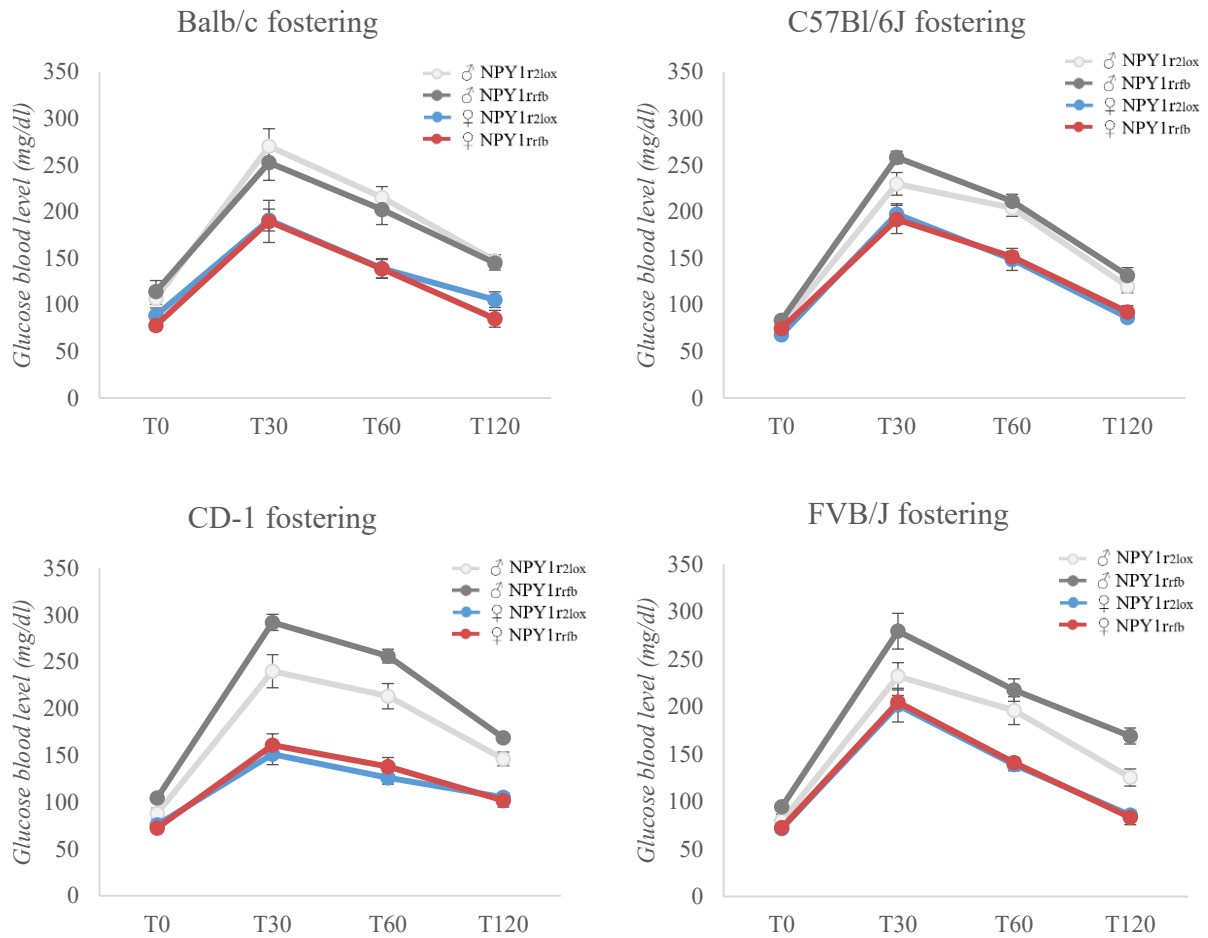 Balb/c fostering
Glucose blood level (mg/dl)
350
300
250
200
150
100
50
0
T0 T30 T60 T120
♂ NPY1r2lox
♂ NPY1rrfb
♀ NPY1r2lox
♀ NPY1rrfb
C57Bl/6J fostering
Glucose blood level (mg/dl)
350
300
250
200
150
100
50
0
T0 T30 T60 T120
♂ NPY1r2lox
♂ NPY1rrfb
♀ NPY1r2lox
♀ NPY1rrfb
CD-1 fostering
Glucose blood level (mg/dl)
350
300
250
200
150
100
50
0
T0 T30 T60 T120
♂ NPY1r2lox
♂ NPY1rrfb
♀ NPY1r2lox
♀ NPY1rrfb
FVB/J fostering
Glucose blood level (mg/dl)
350
300
250
200
150
100
50
0
T0 T30 T60 T120
♂ NPY1r2lox
♂ NPY1rrfb
♀ NPY1r2lox
♀ NPY1rrfb